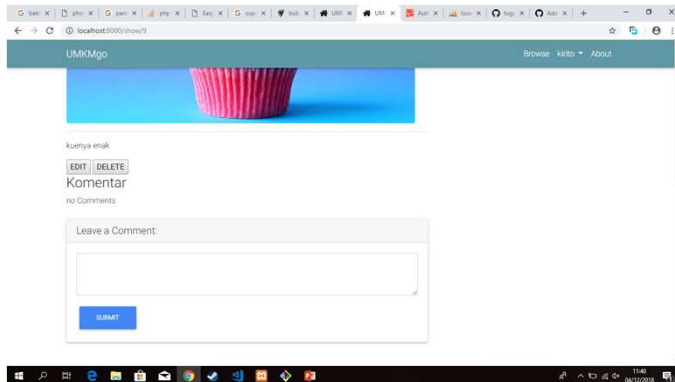 localhost:8000/show/9
UMKMgo
Browse kirito About
kuenya enak
EDIT DELETE
Komentar
no Comments
Leave a Comment:
SUBMIT
11:40
04/12/2018